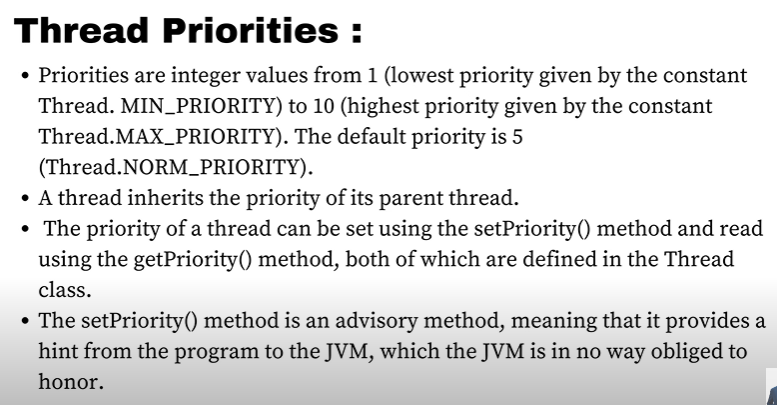 Thread Priorities :
• Priorities are integer values from 1 (lowest priority given by the constant
Thread. MIN_PRIORITY) to 10 (highest priority given by the constant
Thread.MAX_PRIORITY). The default priority is 5
(Thread.NORM_PRIORITY).
• A thread inherits the priority of its parent thread.
• The priority of a thread can be set using the setPriority() method and read
using the getPriority() method, both of which are defined in the Thread
class.
• The setPriority() method is an advisory method, meaning that it provides a
hint from the program to the JVM, which the JVM is in no way obliged to
honor.